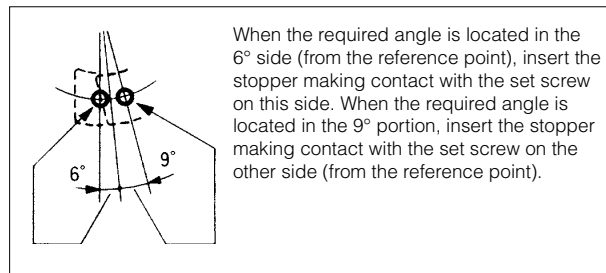 When the required angle is located in the
6° side (from the reference point), insert the
stopper making contact with the set screw
on this side. When the required angle is
located in the 9° portion, insert the stopper
making contact with the set screw on the
other side (from the reference point).
6°
9°